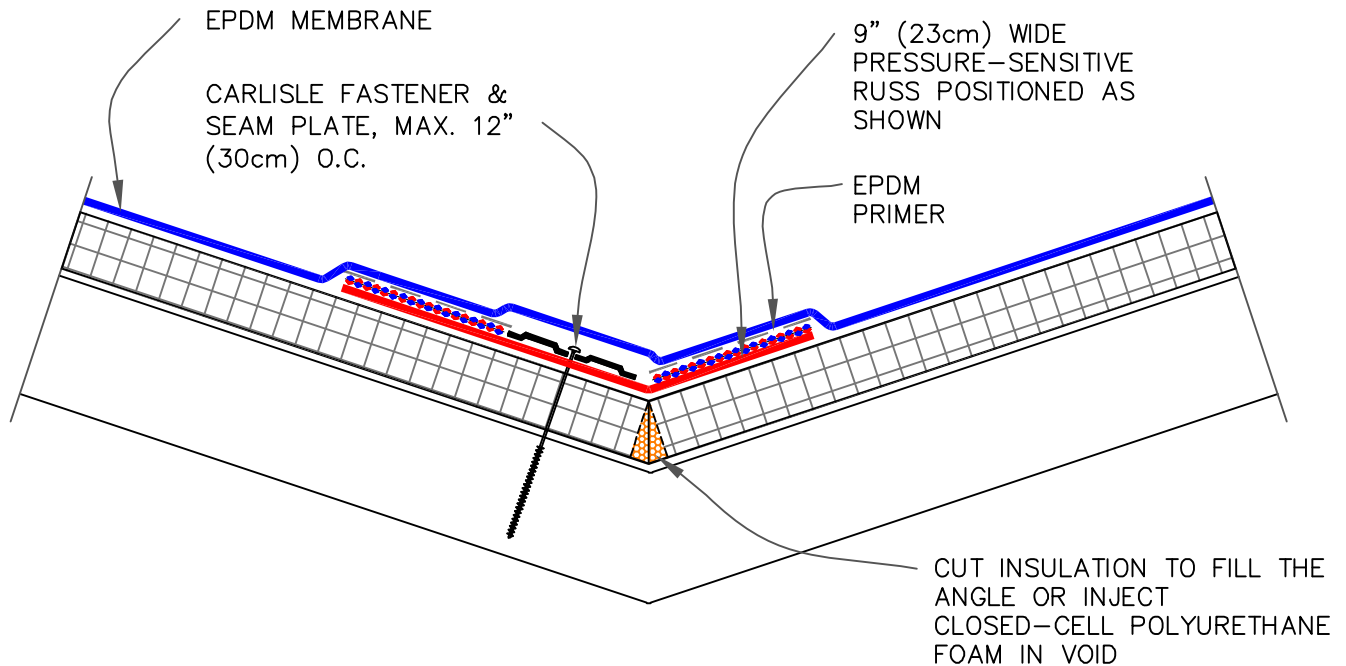 EPDM MEMBRANE
CARLISLE FASTENER &
SEAM PLATE, MAX. 12"
(30cm) O.C.
9" (23cm) WIDE
PRESSURE-SENSITIVE
RUSS POSITIONED AS
SHOWN
EPDM
PRIMER
CUT INSULATION TO FILL THE
ANGLE OR INJECT
CLOSED-CELL POLYURETHANE
FOAM IN VOID